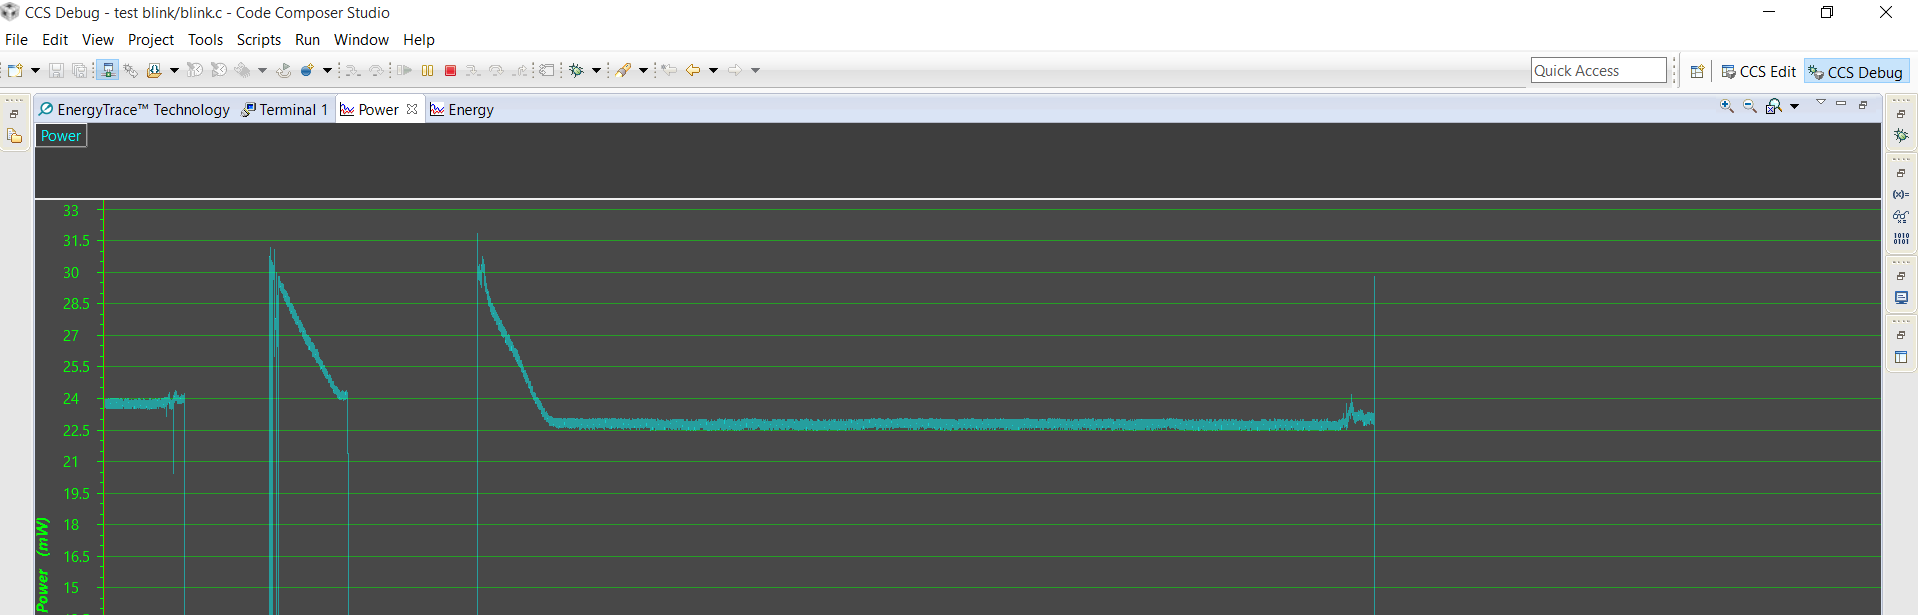 CCS Debug - test blink/blink.c - Code Composer Studio
File Edit View Project Tools Scripts Run Window Help
Quick Access CCS Edit CCS Debug
EnergyTrace™ Technology Terminal 1 Power Energy
Power
33
31.5
30
28.5
27
25.5
24
22.5
21
19.5
18
16.5
15
Power (mW)
(x)=
1010
0101